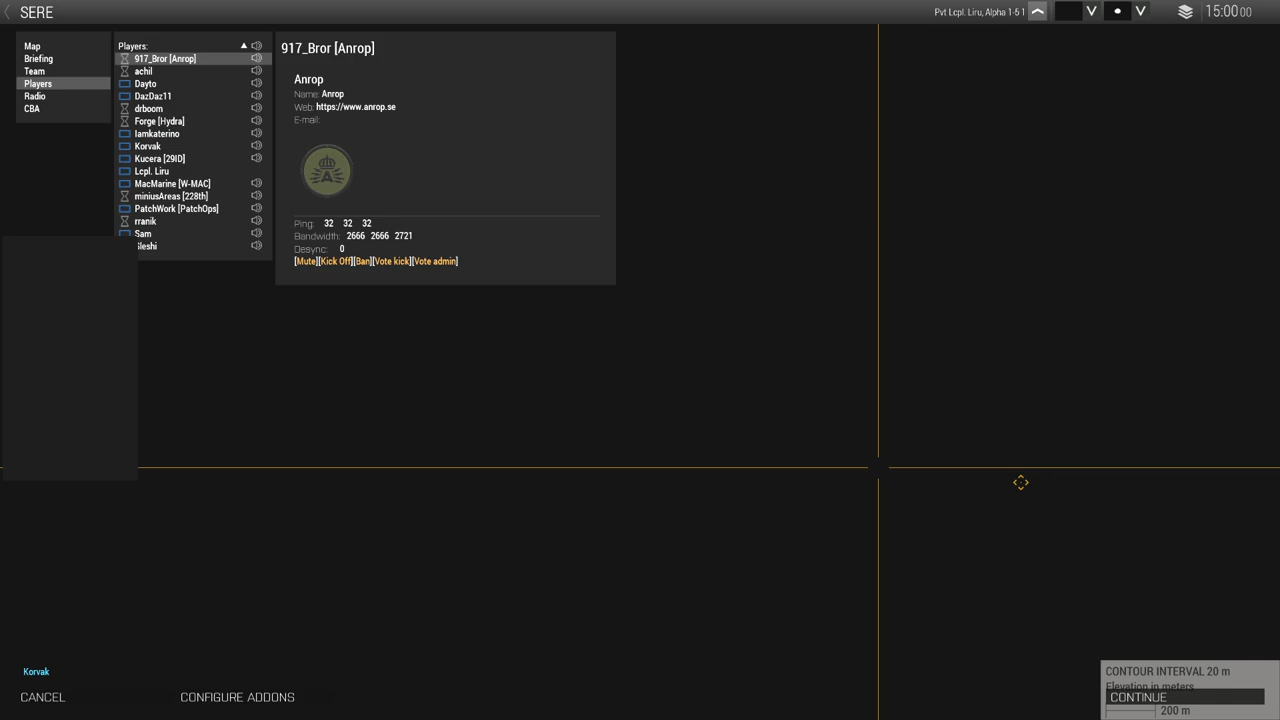 SERE
Pvt Lcpl. Liru, Alpha 1-5 1
15:00:00
Map
Briefing
Team
Players
Radio
CBA
Players:
917_Bror [Anrop]
achil
Dayto
DazDaz11
drboom
Forge [Hydra]
Iamkaterino
Korvak
Kucera [29ID]
Lcpl. Liru
MacMarine [W-MAC]
miniusAreas [228th]
PatchWork [PatchOps]
rranik
Sam
917_Bror [Anrop]
Anrop
Name: Anrop
Web: https://www.anrop.se
E-mail:
A
Ping: 32 32 32
Bandwidth: 2666 2666 2721
Desync: 0
[Mute][Kick Off][Ban][Vote kick][Vote admin]
Korvak
CANCEL
CONFIGURE ADDONS
CONTOUR INTERVAL 20 m
Elevation in meters
CONTINUE
200 m